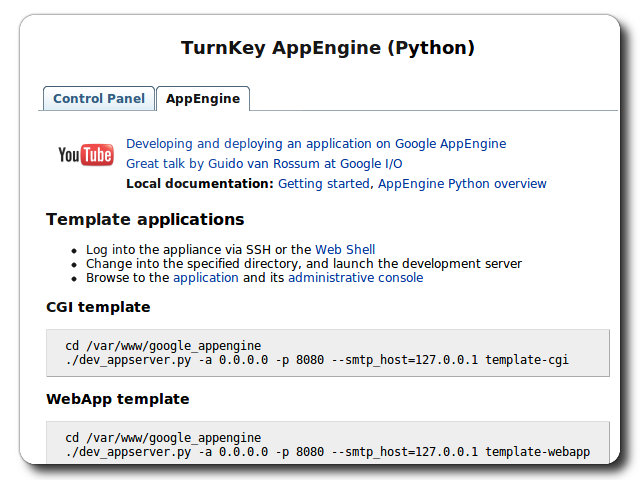 TurnKey AppEngine (Python)
Control Panel AppEngine
YouTube
Developing and deploying an application on Google AppEngine
Great talk by Guido van Rossum at Google I/O
Local documentation: Getting started, AppEngine Python overview
Template applications
• Log into the appliance via SSH or the Web Shell
• Change into the specified directory, and launch the development server
• Browse to the application and its administrative console
CGI template
cd /var/www/google_appengine
./dev_appserver.py -a 0.0.0.0 -p 8080 --smtp_host=127.0.0.1 template-cgi
WebApp template
cd /var/www/google_appengine
./dev_appserver.py -a 0.0.0.0 -p 8080 --smtp_host=127.0.0.1 template-webapp